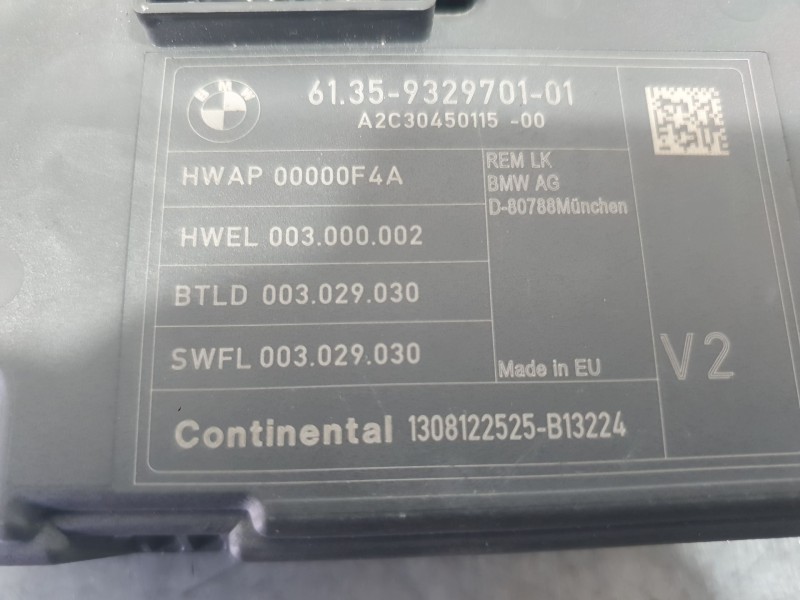 BMW
61.35-9329701-01
A2C30450115 -00
HWAP 00000F4A
HWEL 003.000.002
BTLD 003.029.030
SWFL 003.029.030
REM LK
BMW AG
D-80788München
Made in EU
V2
Continental 1308122525-B13224